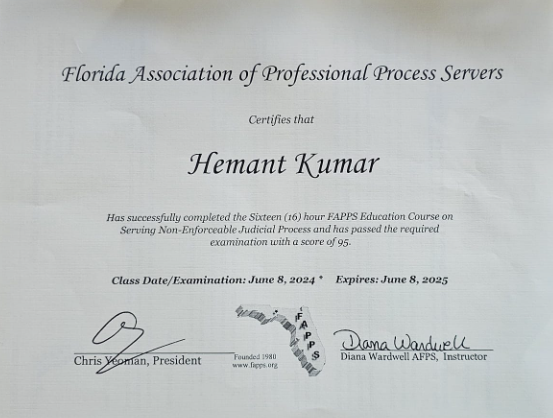 Florida Association of Professional Process Servers
Certifies that
Hemant Kumar
Has successfully completed the Sixteen (16) hour FAPPS Education Course on
Serving Non-Enforceable Judicial Process and has passed the required
examination with a score of 95.
Class Date/Examination: June 8, 2024 * Expires: June 8, 2025
FAPPS
Diana Wardwell
Chris Yeoman, President
Founded 1980
www.fapps.org
Diana Wardwell AFPS, Instructor